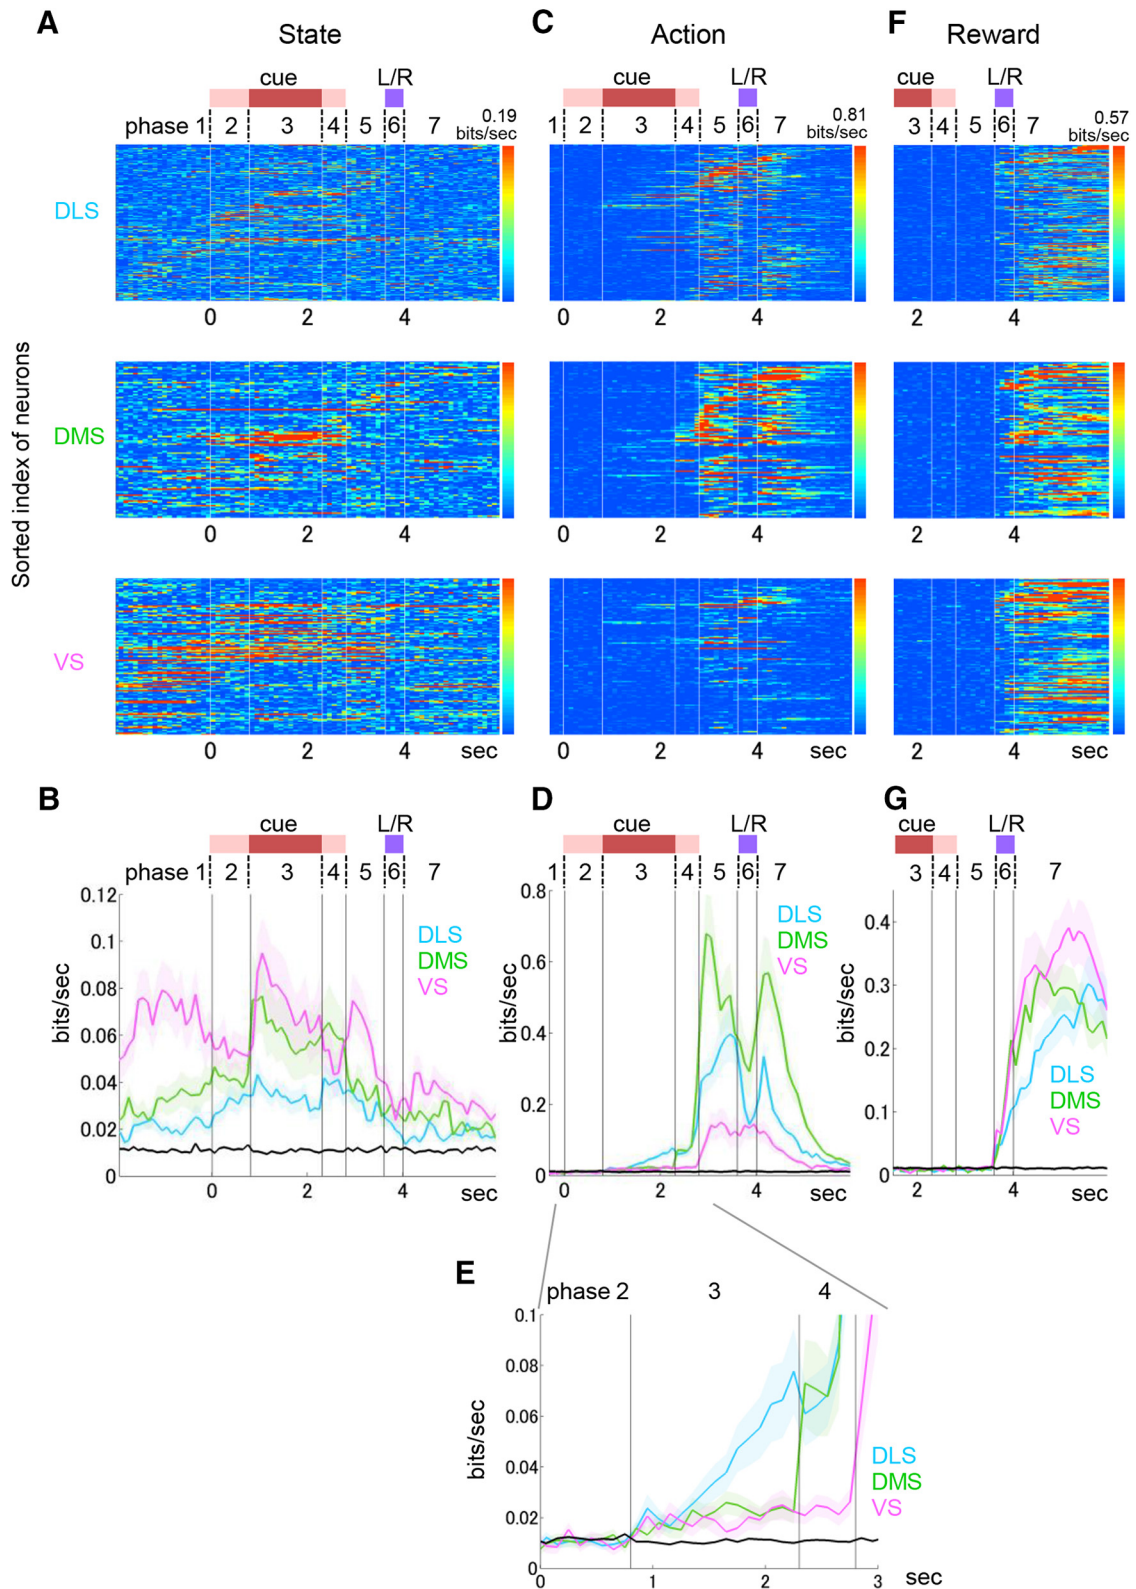 A
State
cue
L/R
phase 1 2 3 4 5 6 7
0.19
bits/sec
C
Action
cue
L/R
1 2 3 4 5 6 7
0.81
bits/sec
F
Reward
cue
L/R
3 4 5 6 7
0.57
bits/sec
Sorted index of neurons
DLS
0 2 4
0 2 4
2 4
DMS
0 2 4
0 2 4
2 4
VS
0 2 4 sec
0 2 4 sec
2 4 sec
B
cue
L/R
phase 1 2 3 4 5 6 7
bits/sec
0.12
0.1
0.08
0.06
0.04
0.02
0
DLS
DMS
VS
0 2 4 sec
D
cue
L/R
1 2 3 4 5 6 7
bits/sec
0.8
0.6
0.4
0.2
0
DLS
DMS
VS
0 2 4 sec
G
cue
L/R
3 4 5 6 7
bits/sec
0.4
0.3
0.2
0.1
0
DLS
DMS
VS
2 4 sec
E
phase 2 3 4
bits/sec
0.1
0.08
0.06
0.04
0.02
0
DLS
DMS
VS
0 1 2 3 sec